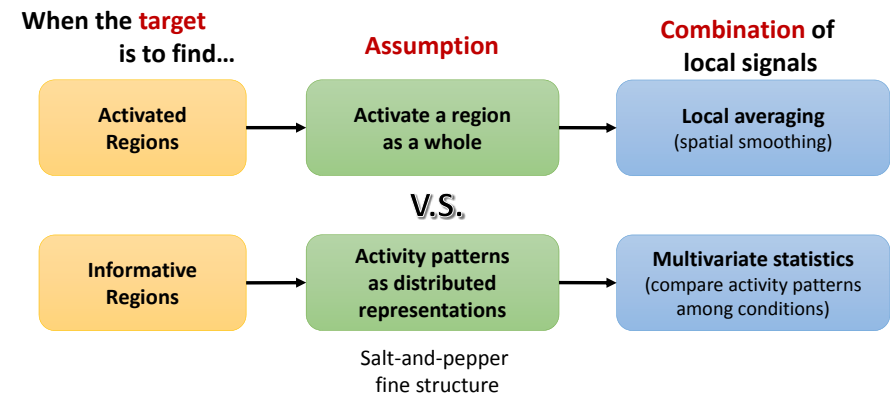 When the target
is to find…
Assumption
Combination of
local signals
Activated
Regions
Activate a region
as a whole
Local averaging
(spatial smoothing)
V.S.
Informative
Regions
Activity patterns
as distributed
representations
Multivariate statistics
(compare activity patterns
among conditions)
Salt-and-pepper
fine structure